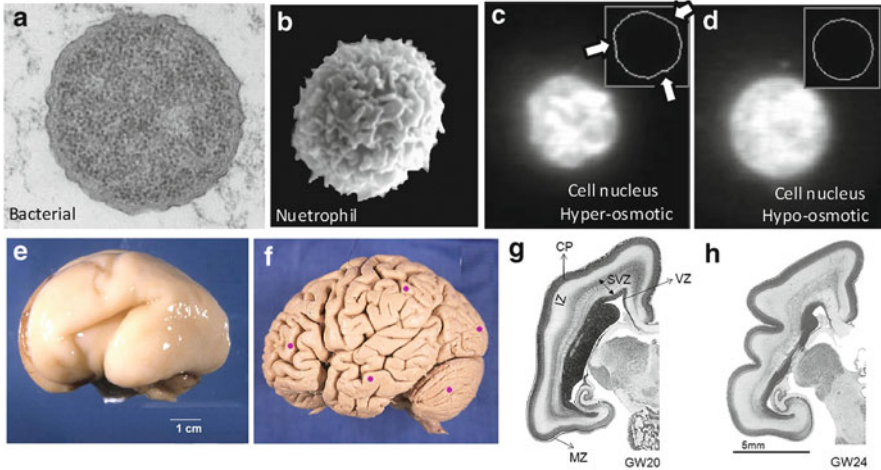 a
Bacterial
b
Nuetrophil
c
Cell nucleus
Hyper-osmotic
d
Cell nucleus
Hypo-osmotic
e
1 cm
f
g
CP
SVZ
VZ
IZ
MZ
GW20
h
5mm
GW24